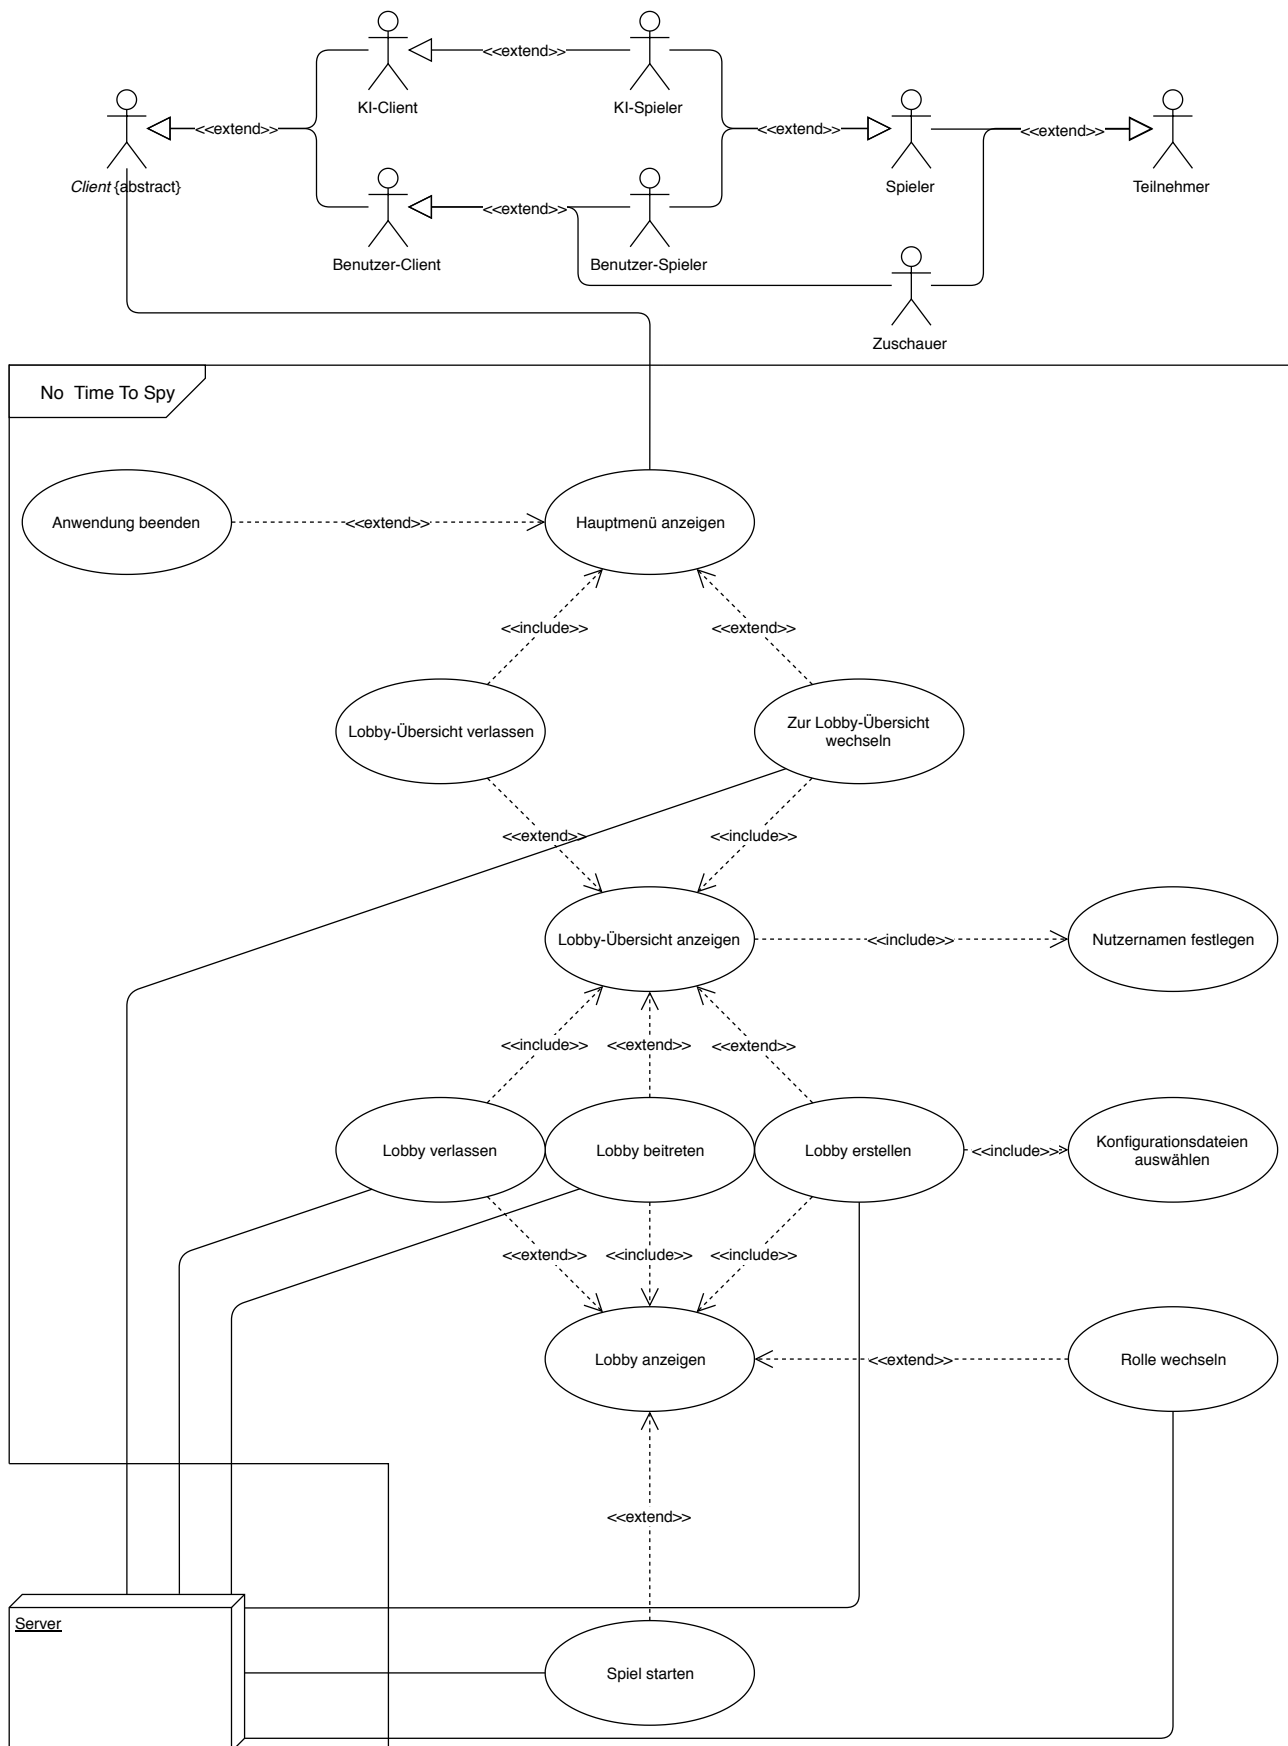 <<extend>>
KI-Client
KI-Spieler
<<extend>>
<<extend>>
<<extend>>
Client {abstract}
Spieler
Teilnehmer
<<extend>>
Benutzer-Client
Benutzer-Spieler
Zuschauer
No Time To Spy
Anwendung beenden
<<extend>>
Hauptmenü anzeigen
<<include>>
<<extend>>
Lobby-Übersicht verlassen
Zur Lobby-Übersicht
wechseln
<<extend>>
<<include>>
Lobby-Übersicht anzeigen
<<include>>
Nutzernamen festlegen
<<include>>
<<extend>>
<<extend>>
Lobby verlassen
Lobby beitreten
Lobby erstellen
<<include>>
Konfigurationsdateien
auswählen
<<extend>>
<<include>>
<<include>>
Lobby anzeigen
<<extend>>
Rolle wechseln
<<extend>>
Server
Spiel starten